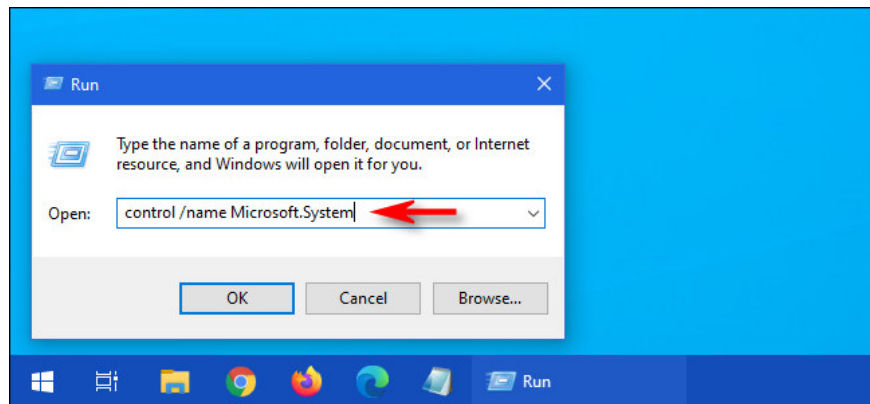 Run
Type the name of a program, folder, document, or Internet
resource, and Windows will open it for you.
Open: control /name Microsoft.System
OK Cancel Browse...
Run